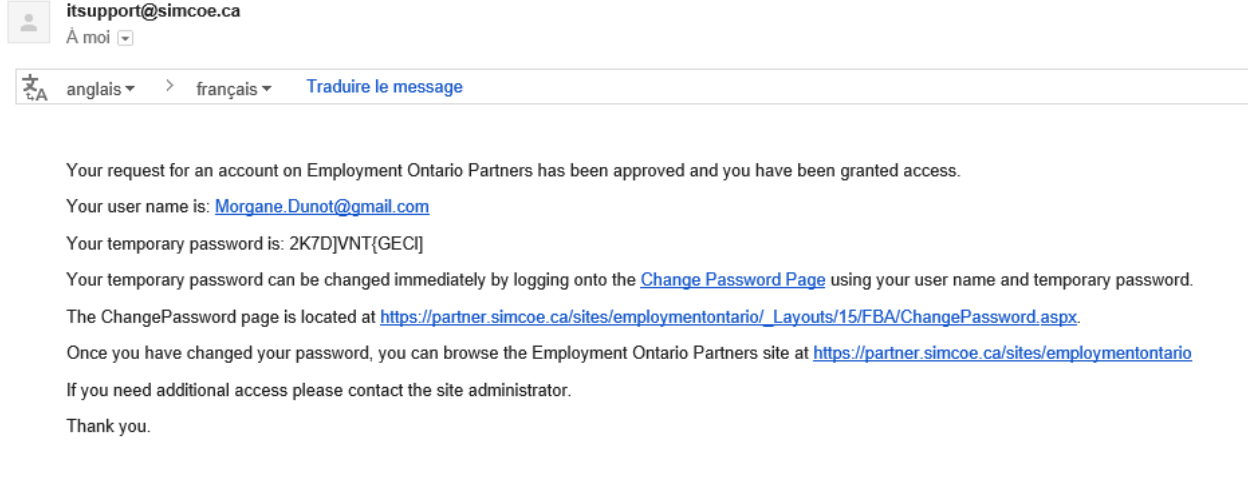 itsupport@simcoe.ca
À moi
anglais > français Traduire le message
Your request for an account on Employment Ontario Partners has been approved and you have been granted access.
Your user name is: Morgane.Dunot@gmail.com
Your temporary password is: 2K7D]VNT{GECI]
Your temporary password can be changed immediately by logging onto the Change Password Page using your user name and temporary password.
The ChangePassword page is located at https://partner.simcoe.ca/sites/employmentontario/_Layouts/15/FBA/ChangePassword.aspx.
Once you have changed your password, you can browse the Employment Ontario Partners site at https://partner.simcoe.ca/sites/employmentontario
If you need additional access please contact the site administrator.
Thank you.